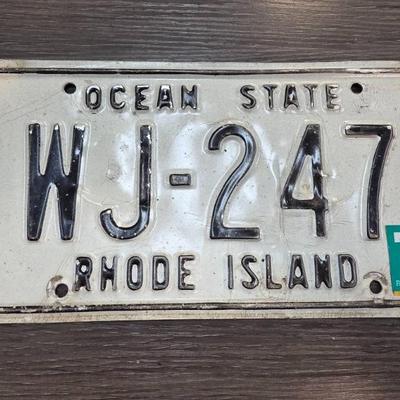 OCEAN STATE
WJ-247
RHODE ISLAND